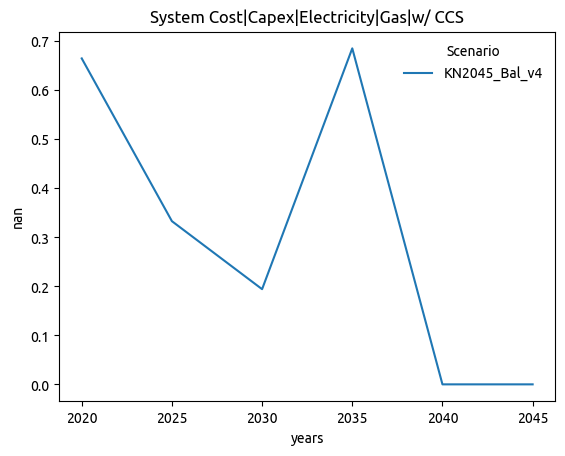 System Cost|Capex|Electricity|Gas|w/ CCS
0.7
0.6
0.5
0.4
0.3
0.2
0.1
0.0
nan
Scenario
KN2045_Bal_v4
2020 2025 2030 2035 2040 2045
years